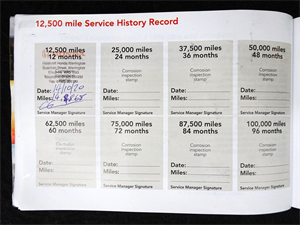 12,500 mile Service History Record
12,500 miles
12 months
Date:
Miles:
25,000 miles
24 months
Corrosion
inspection
stamp
Date:
Miles:
Service Manager Signature
37,500 miles
36 months
Corrosion
inspection
stamp
Date:
Miles:
Service Manager Signature
50,000 miles
48 months
Corrosion
inspection
stamp
Date:
Miles:
Service Manager Signature
62,500 miles
60 months
Corrosion
inspection
stamp
Date:
Miles:
Service Manager Signature
75,000 miles
72 months
Corrosion
inspection
stamp
Date:
Miles:
Service Manager Signature
87,500 miles
84 months
Corrosion
inspection
stamp
Date:
Miles:
Service Manager Signature
100,000 miles
96 months
Corrosion
inspection
stamp
Date:
Miles:
Service Manager Signature
Service Manager Signature